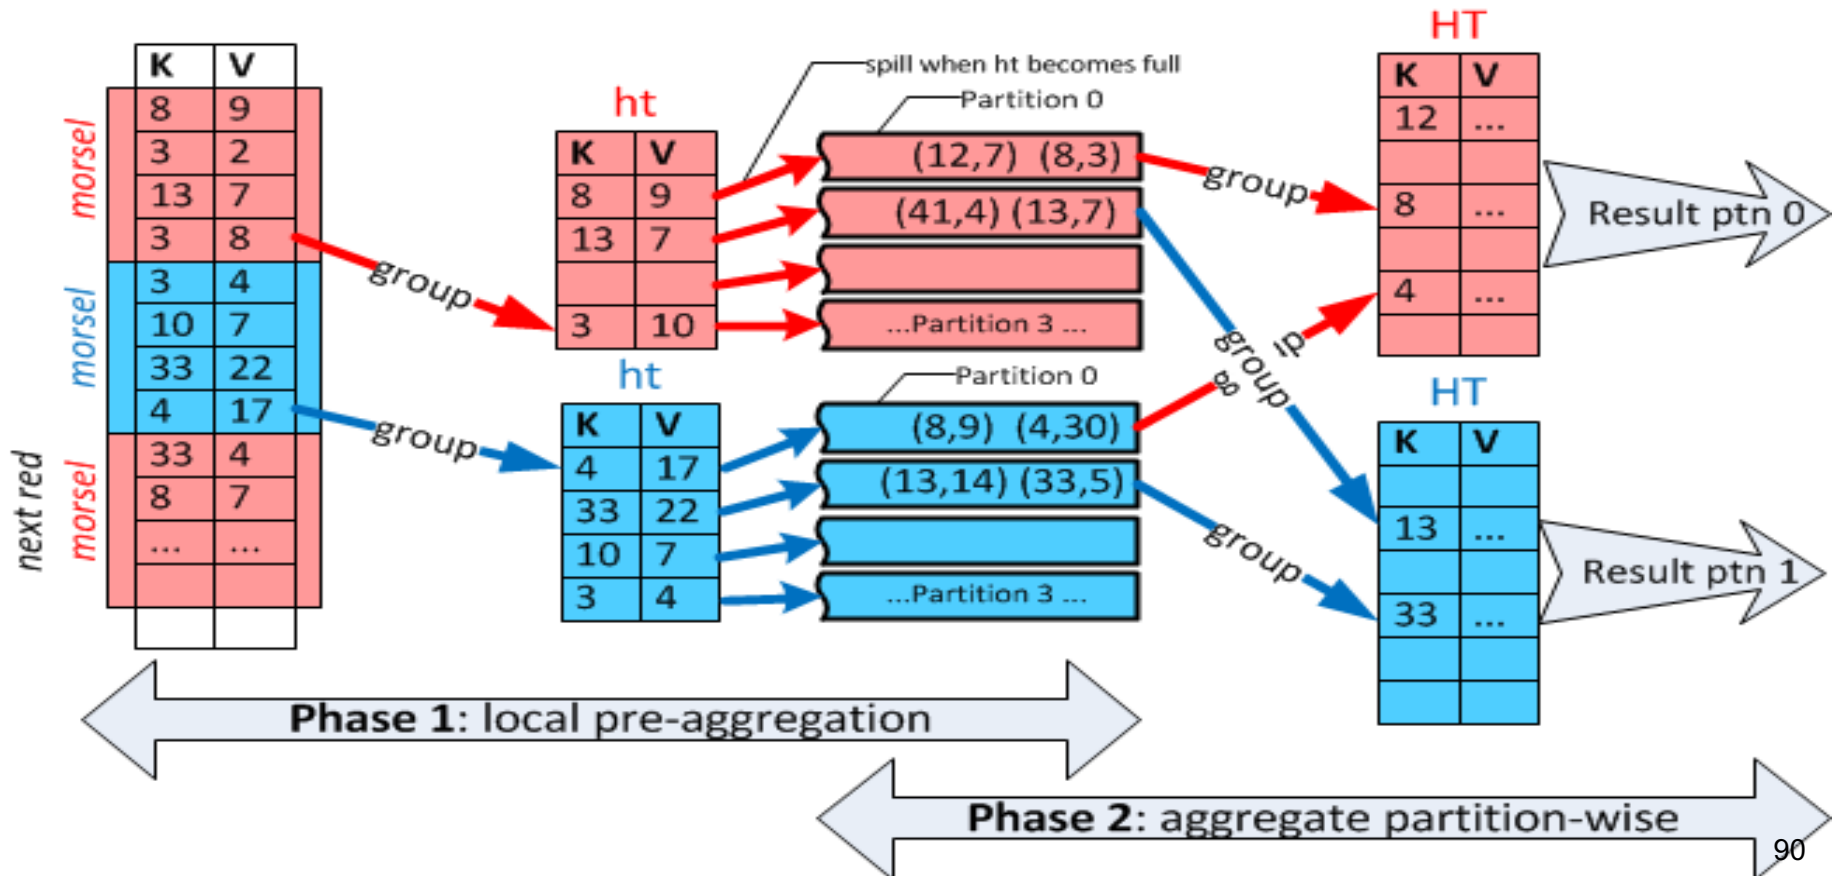 K V
8 9
3 2
13 7
3 8
3 4
10 7
33 22
4 17
33 4
8 7
... ...
morsel
morsel
next red
morsel
group
group
ht
K V
8 9
13 7
3 10
ht
K V
4 17
33 22
10 7
3 4
spill when ht becomes full
Partition 0
(12,7) (8,3)
(41,4) (13,7)
...Partition 3 ...
Partition 0
(8,9) (4,30)
(13,14) (33,5)
...Partition 3 ...
group
group
group
HT
K V
12 ...
8 ...
4 ...
HT
K V
13 ...
33 ...
Result ptn 0
Result ptn 1
Phase 1: local pre-aggregation
Phase 2: aggregate partition-wise
90